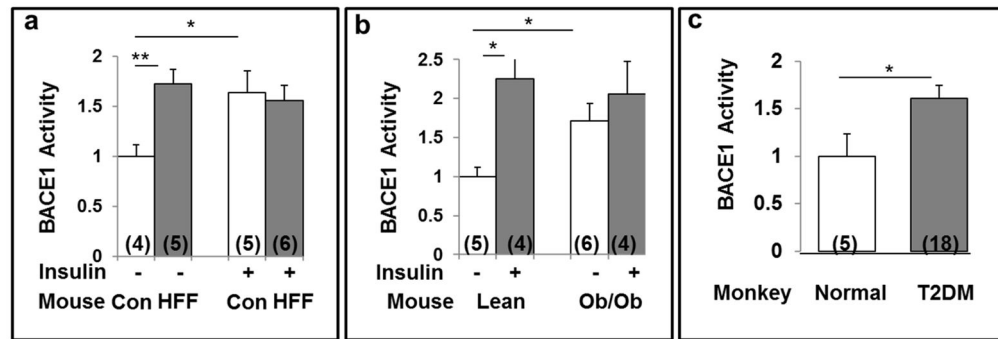 a
*
**
BACE1 Activity
2
1.5
1
0.5
0
(4) (5) (5) (6)
Insulin - - + +
Mouse Con HFF Con HFF
b
*
*
BACE1 Activity
2.5
2
1.5
1
0.5
0
(5) (4) (6) (4)
- + - +
Mouse Lean Ob/Ob
c
*
BACE1 Activity
2
1.5
1
0.5
0
(5) (18)
Monkey Normal T2DM